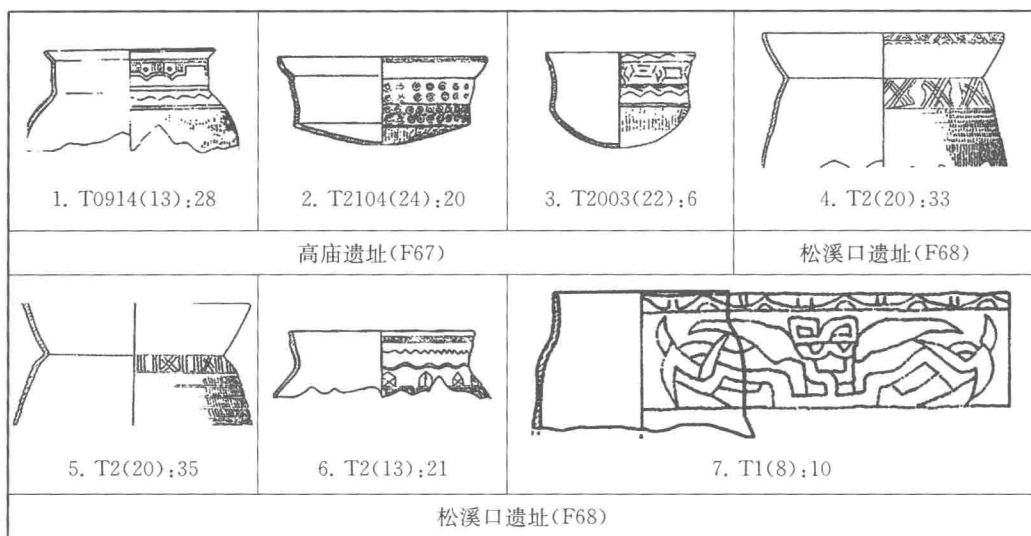 1. T0914(13):28
2. T2104(24):20
3. T2003(22):6
4. T2(20):33
高庙遗址(F67)
松溪口遗址(F68)
5. T2(20):35
6. T2(13):21
7. T1(8):10
松溪口遗址(F68)